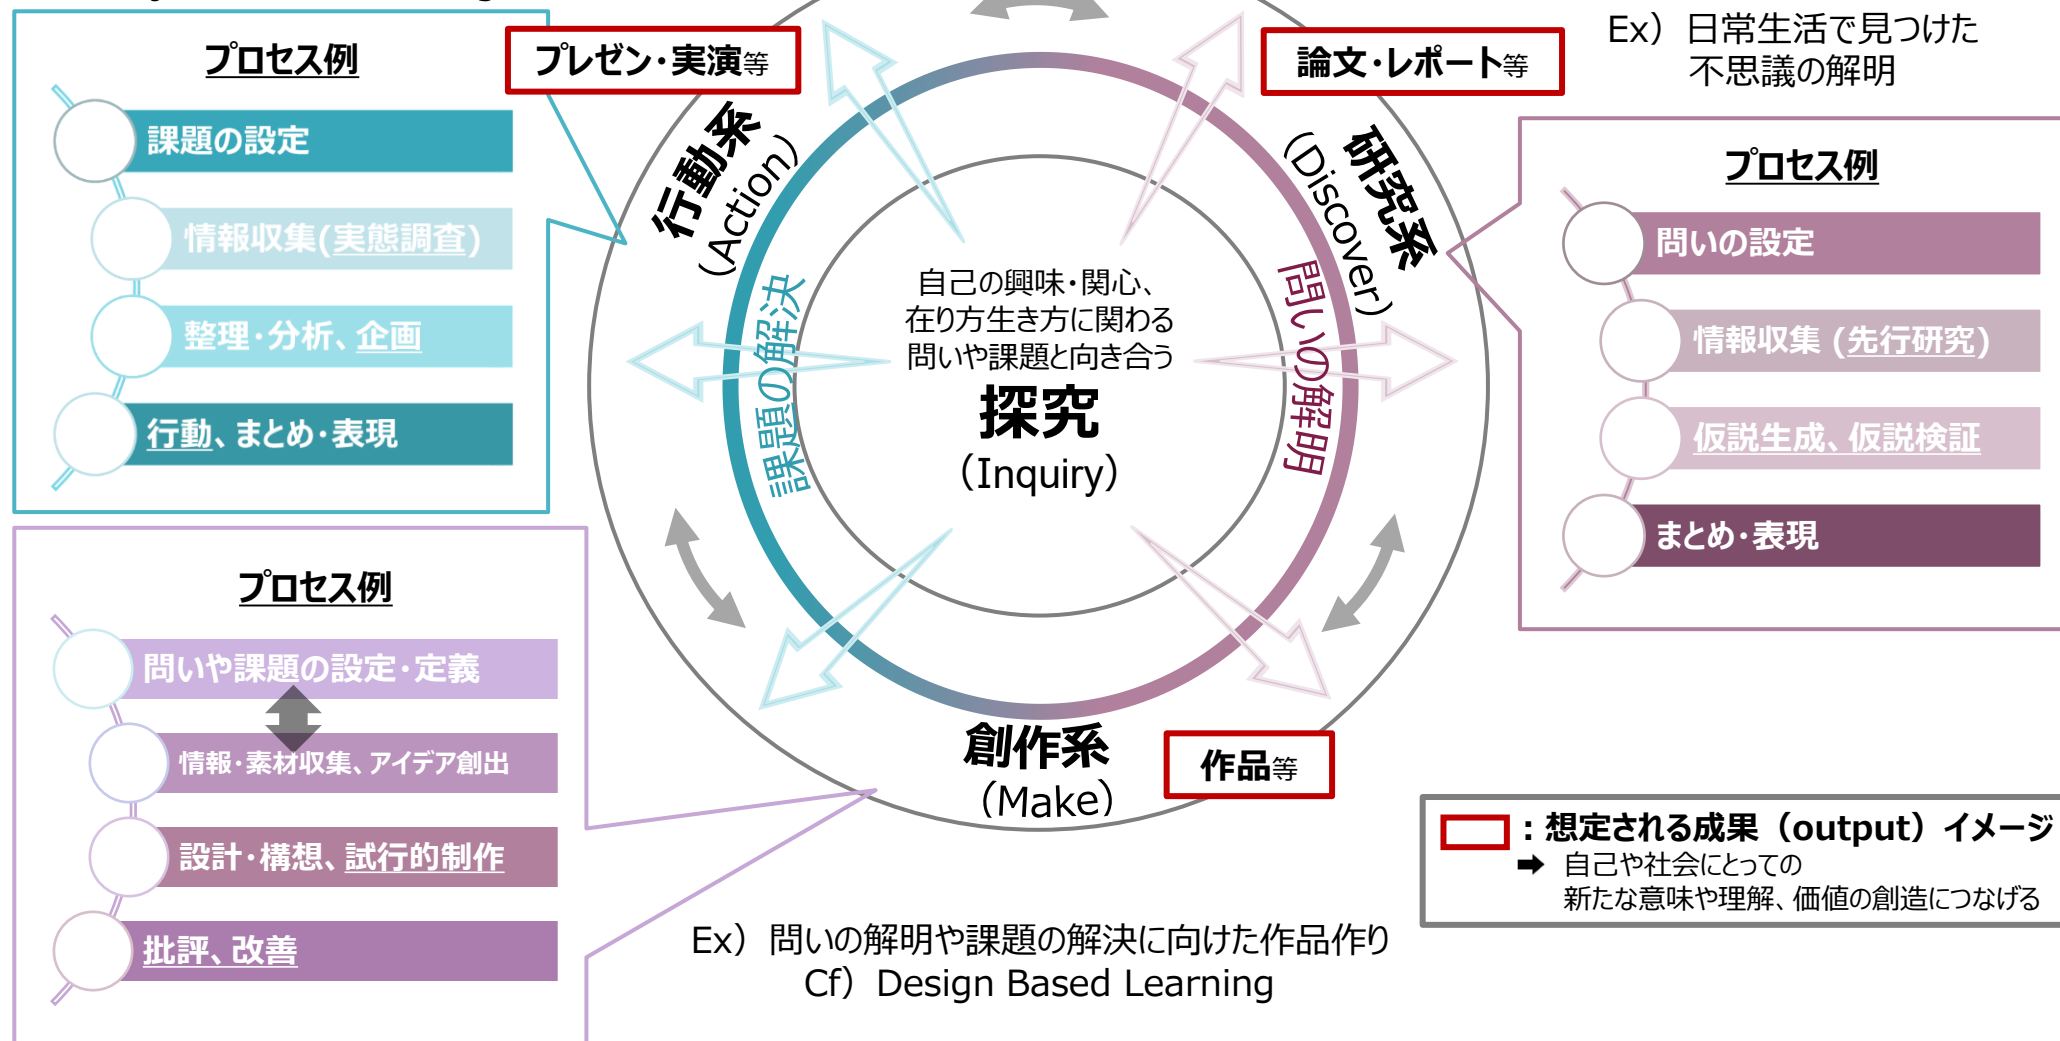 プロセス例
課題の設定
情報収集(実態調査)
整理・分析、企画
行動、まとめ・表現
プレゼン・実演等
論文・レポート等
Ex）日常生活で見つけた
不思議の解明
行動系
（Action）
研究系
（Discover）
課題の解決
問いの解明
自己の興味・関心、
在り方生き方に関わる
問いや課題と向き合う
探究
（Inquiry）
プロセス例
問いの設定
情報収集 (先行研究)
仮説生成、仮説検証
まとめ・表現
プロセス例
問いや課題の設定・定義
情報・素材収集、アイデア創出
設計・構想、試行的制作
批評、改善
創作系
（Make）
作品等
Ex）問いの解明や課題の解決に向けた作品作り
Cf）Design Based Learning
：想定される成果（output）イメージ
➡ 自己や社会にとっての
新たな意味や理解、価値の創造につなげる